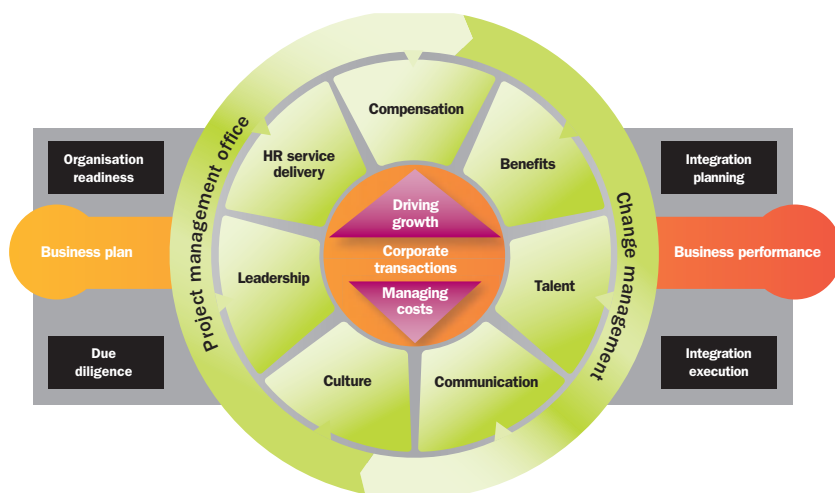 Project management office
Change management
Compensation
HR service
delivery
Benefits
Organisation
readiness
Integration
planning
Driving
growth
Business plan
Corporate
transactions
Business performance
Leadership
Talent
Managing
costs
Due
diligence
Culture
Communication
Integration
execution